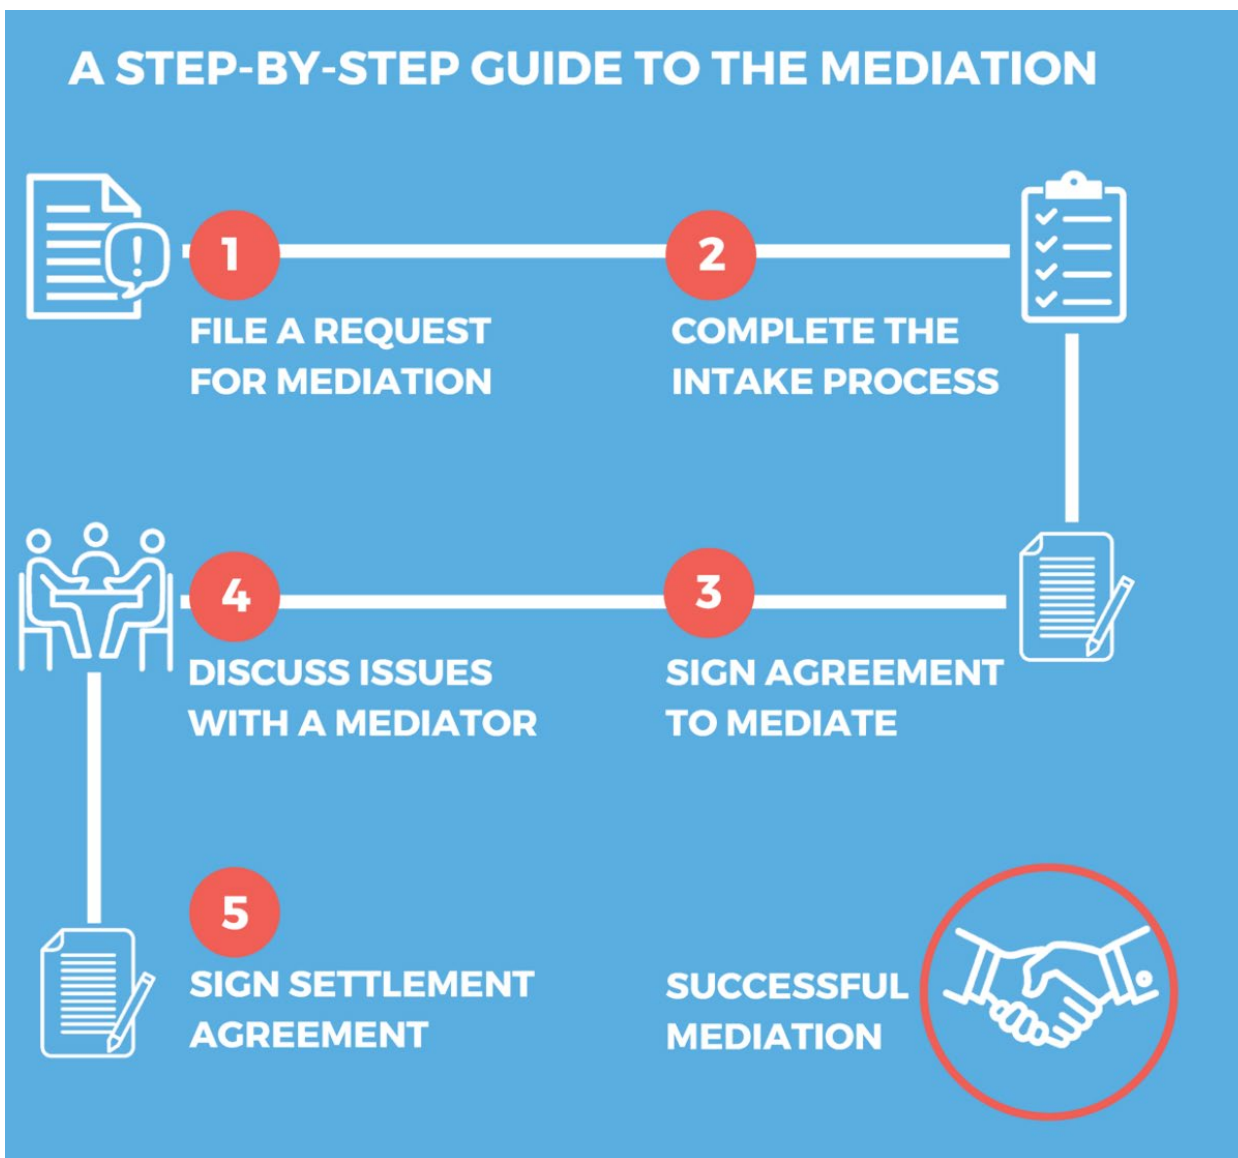 A STEP-BY-STEP GUIDE TO THE MEDIATION
1
FILE A REQUEST
FOR MEDIATION
2
COMPLETE THE
INTAKE PROCESS
3
SIGN AGREEMENT
TO MEDIATE
4
DISCUSS ISSUES
WITH A MEDIATOR
5
SIGN SETTLEMENT
AGREEMENT
SUCCESSFUL
MEDIATION